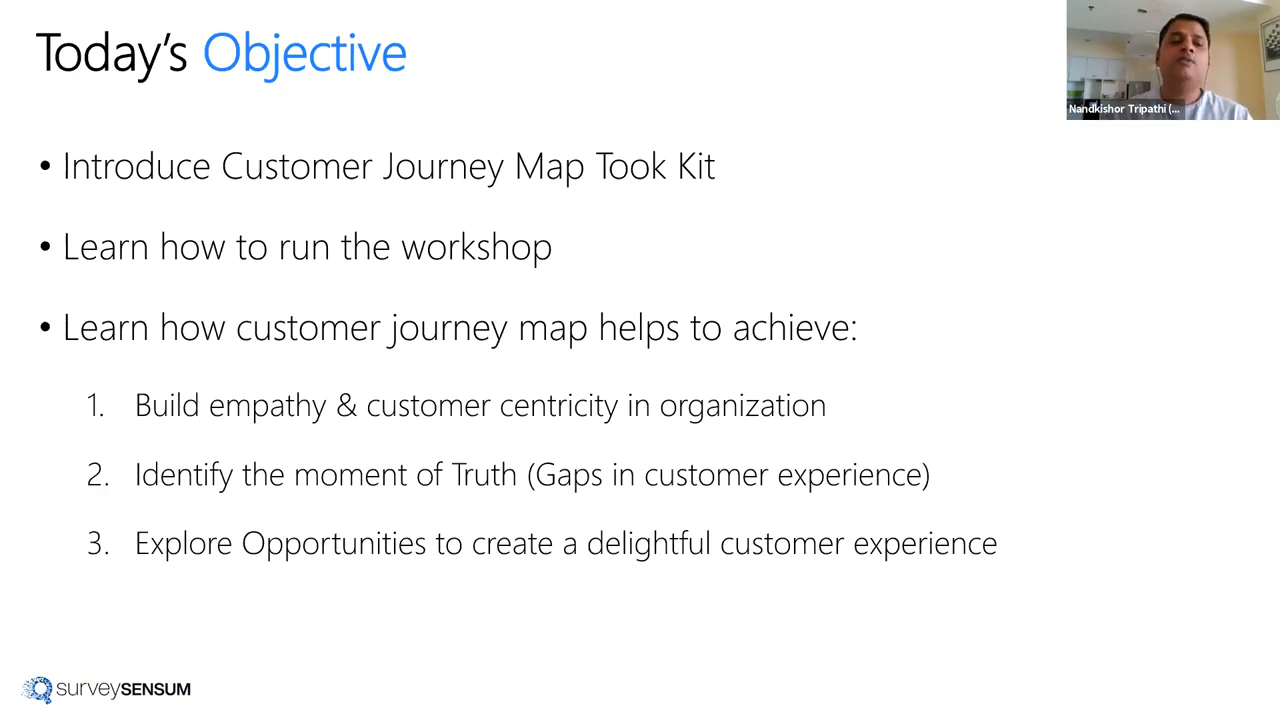 Today's Objective
Nandkishor Tripathi (...
• Introduce Customer Journey Map Took Kit
• Learn how to run the workshop
• Learn how customer journey map helps to achieve:
1. Build empathy & customer centricity in organization
2. Identify the moment of Truth (Gaps in customer experience)
3. Explore Opportunities to create a delightful customer experience
surveySENSUM